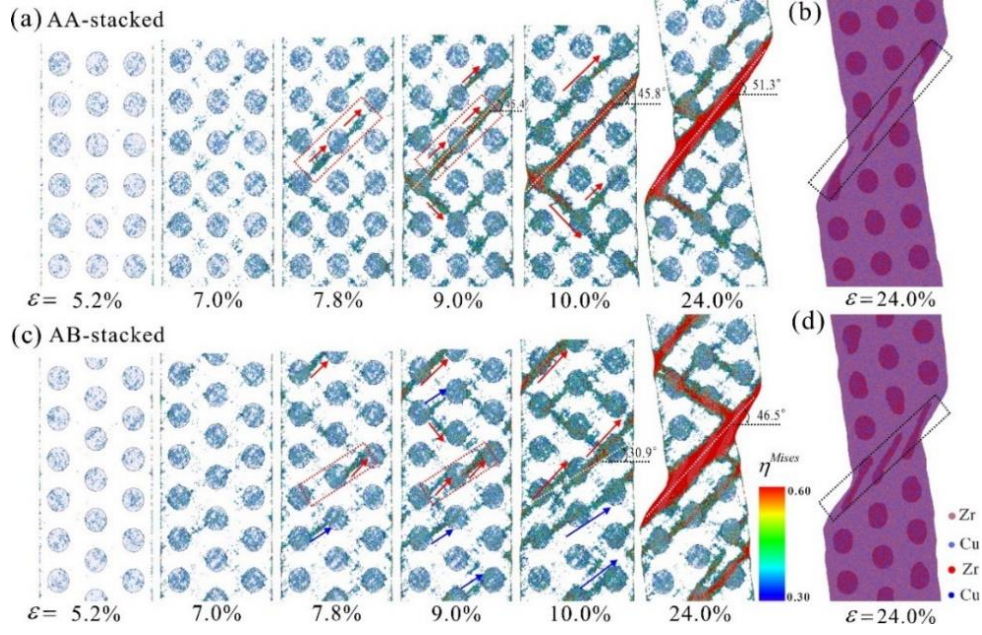 (a) AA-stacked
(b)
45.4
45.8°
51.3°
ε = 5.2% 7.0% 7.8% 9.0% 10.0% 24.0%
ε=24.0%
(c) AB-stacked
(d)
30.9°
46.5°
η^Mises
0.60
0.30
Zr
Cu
Zr
Cu
ε = 5.2% 7.0% 7.8% 9.0% 10.0% 24.0%
ε=24.0%